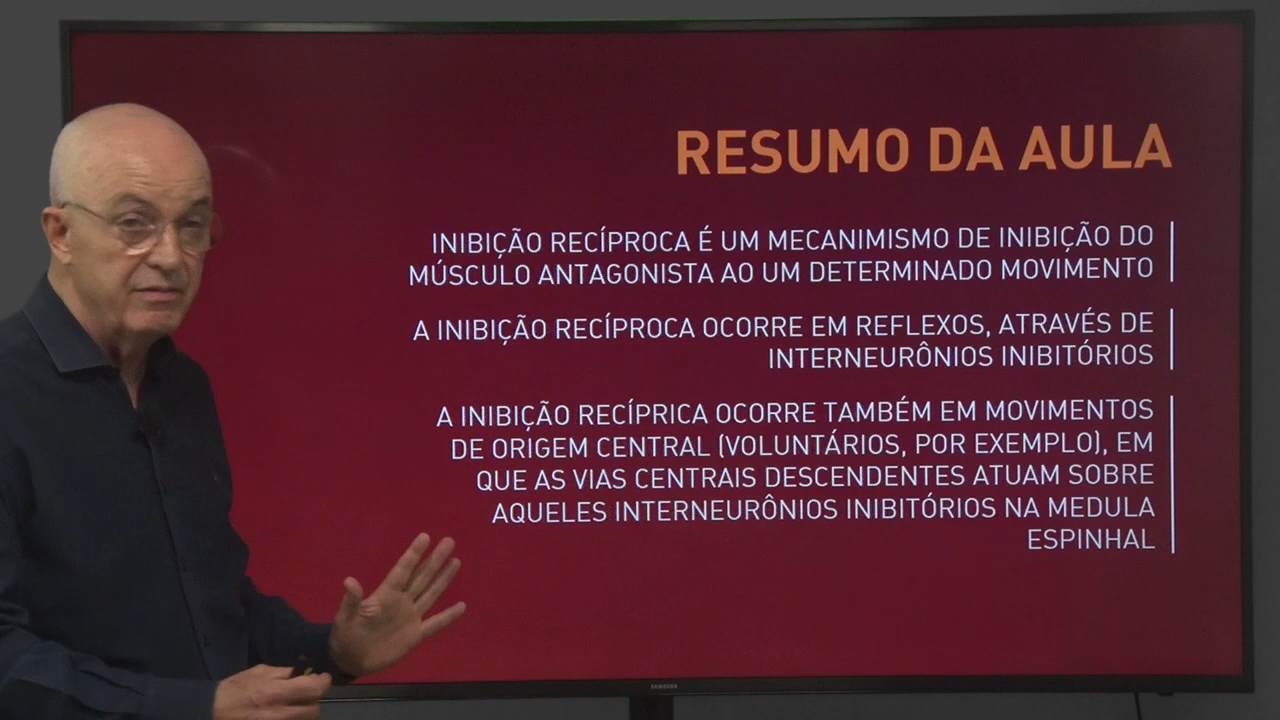 RESUMO DA AULA
INIBIÇÃO RECÍPROCA É UM MECANIMISMO DE INIBIÇÃO DO
MÚSCULO ANTAGONISTA AO UM DETERMINADO MOVIMENTO
A INIBIÇÃO RECÍPROCA OCORRE EM REFLEXOS, ATRAVÉS DE
INTERNEURÔNIOS INIBITÓRIOS
A INIBIÇÃO RECÍPRICA OCORRE TAMBÉM EM MOVIMENTOS
DE ORIGEM CENTRAL (VOLUNTÁRIOS, POR EXEMPLO), EM
QUE AS VIAS CENTRAIS DESCENDENTES ATUAM SOBRE
AQUELES INTERNEURÔNIOS INIBITÓRIOS NA MEDULA
ESPINHAL
SAMSUNG